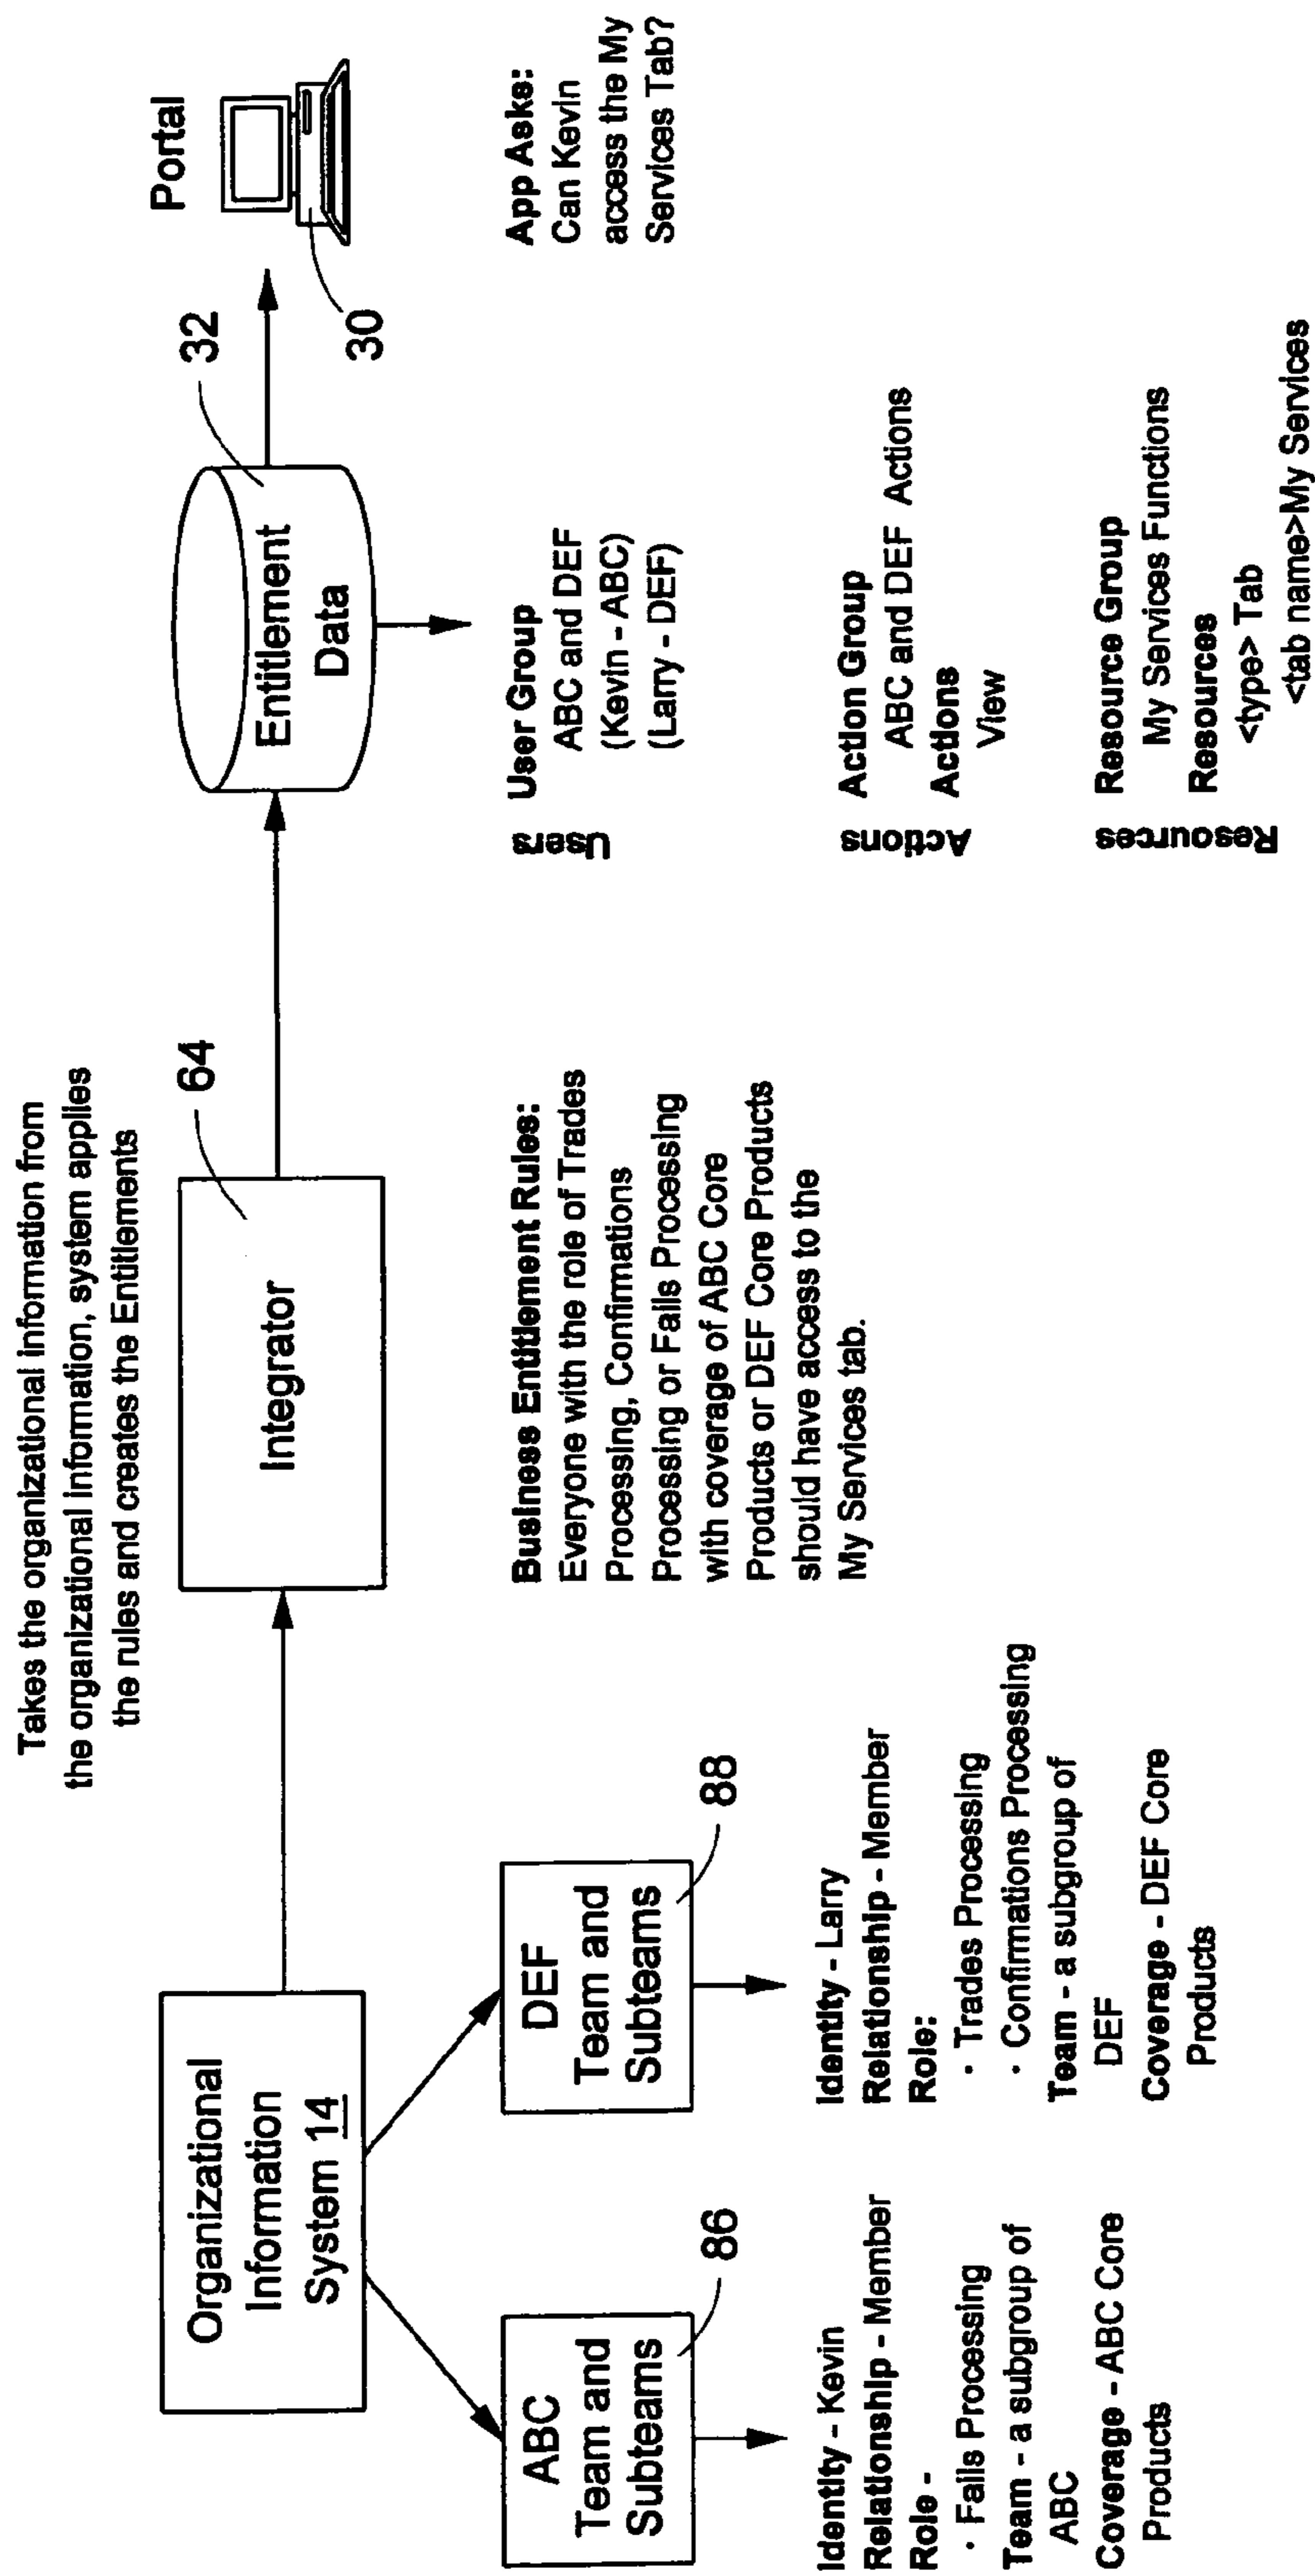 Takes the organizational information from
the organizational information, system applies
the rules and creates the Entitlements
Organizational
Information
System 14
Integrator
64
Entitlement
Data
32
Portal
30
ABC
Team and
Subteams
86
DEF
Team and
Subteams
88
Identity - Kevin
Relationship - Member
Role -
· Fails Processing
Team - a subgroup of
ABC
Coverage - ABC Core
Products
Identity - Larry
Relationship - Member
Role:
· Trades Processing
· Confirmations Processing
Team - a subgroup of
DEF
Coverage - DEF Core
Products
Business Entitlement Rules:
Everyone with the role of Trades
Processing, Confirmations
Processing or Fails Processing
with coverage of ABC Core
Products or DEF Core Products
should have access to the
My Services tab.
Users
User Group
ABC and DEF
(Kevin - ABC)
(Larry - DEF)
Actions
Action Group
ABC and DEF Actions
Actions
View
Resources
Resource Group
My Services Functions
Resources
<type> Tab
<tab name>My Services
App Asks:
Can Kevin
access the My
Services Tab?